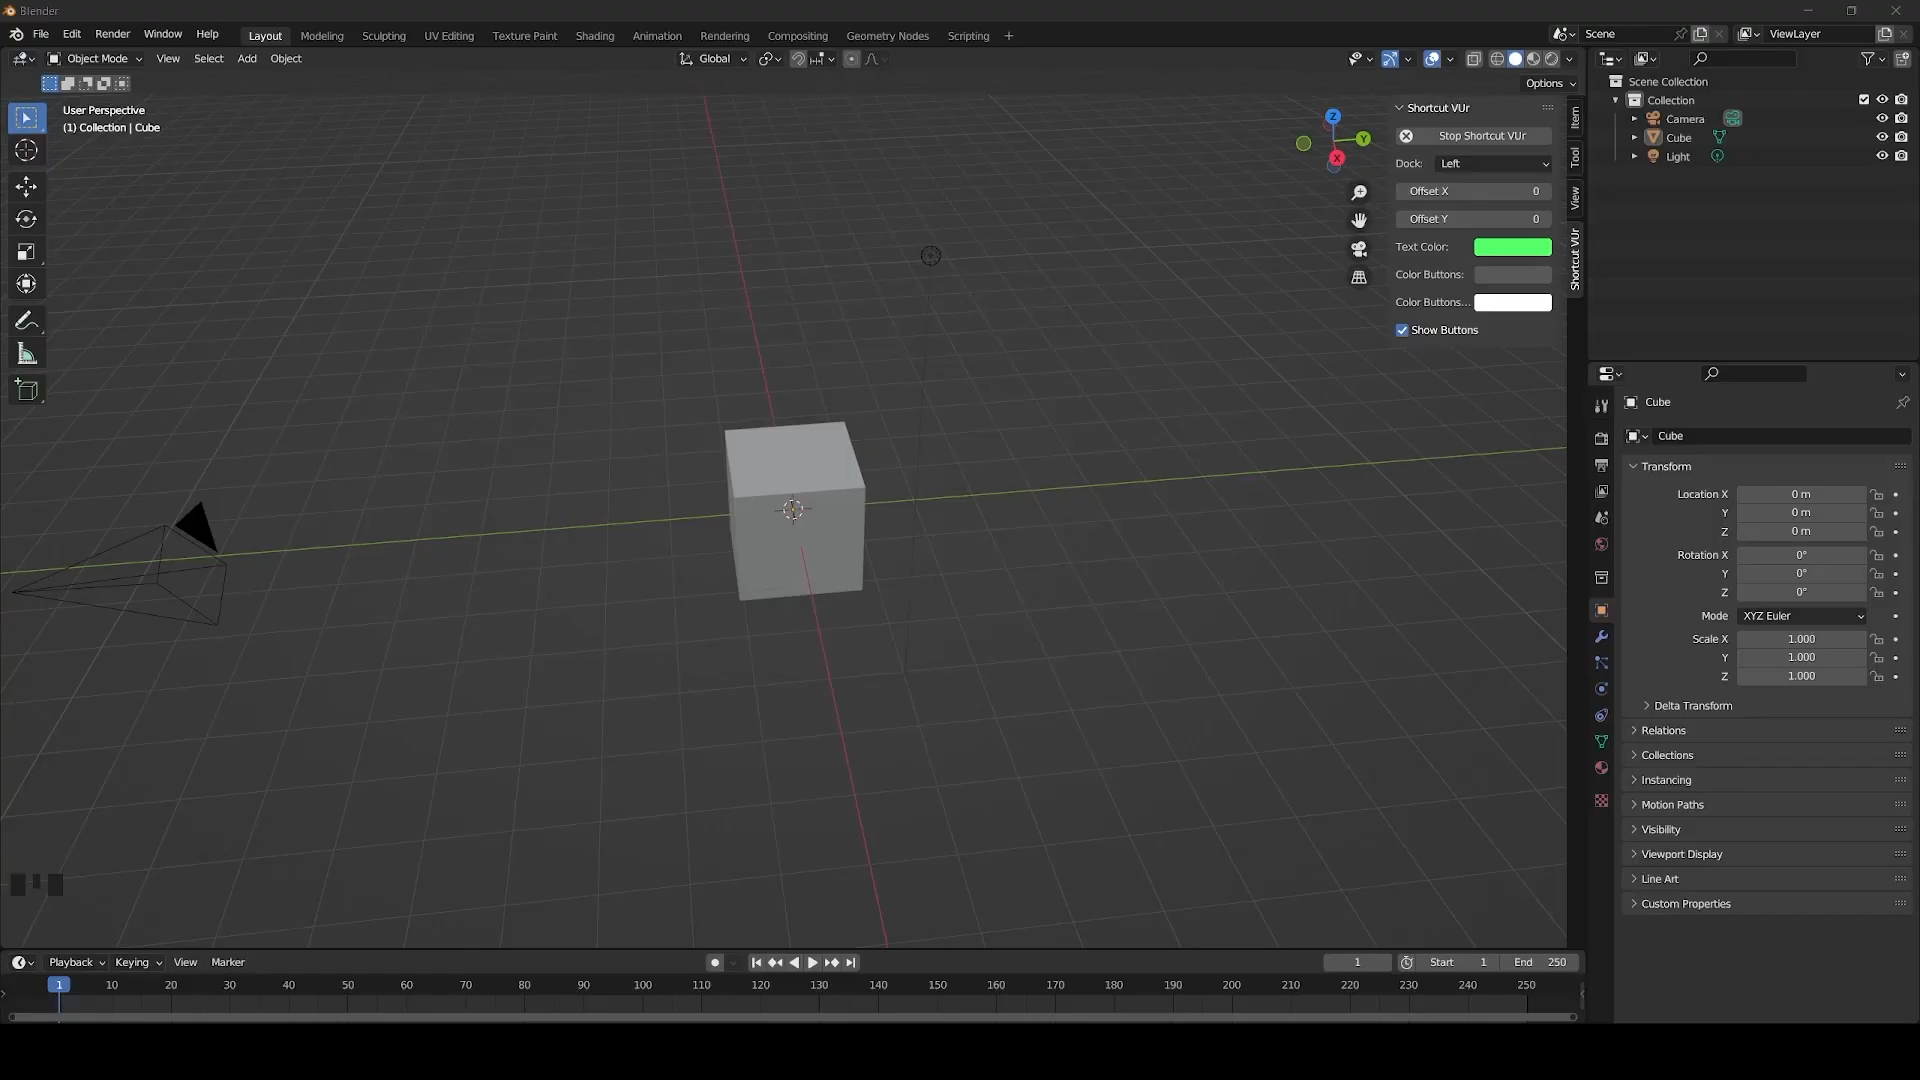 Blender
File Edit Render Window Help
Layout Modeling Sculpting UV Editing Texture Paint Shading Animation Rendering Compositing Geometry Nodes Scripting +
Scene
ViewLayer
Object Mode View Select Add Object
Global
Options
User Perspective
(1) Collection | Cube
Z
Y
X
Shortcut VUr
Stop Shortcut VUr
Dock: Left
Offset X 0
Offset Y 0
Text Color:
Color Buttons:
Color Buttons...
Show Buttons
Item
Tool
View
Shortcut VUr
Scene Collection
Collection
Camera
Cube
Light
Cube
Cube
Transform
Location X 0 m
Y 0 m
Z 0 m
Rotation X 0°
Y 0°
Z 0°
Mode XYZ Euler
Scale X 1.000
Y 1.000
Z 1.000
Delta Transform
Relations
Collections
Instancing
Motion Paths
Visibility
Viewport Display
Line Art
Custom Properties
Playback Keying View Marker
1 Start 1 End 250
1 10 20 30 40 50 60 70 80 90 100 110 120 130 140 150 160 170 180 190 200 210 220 230 240 250